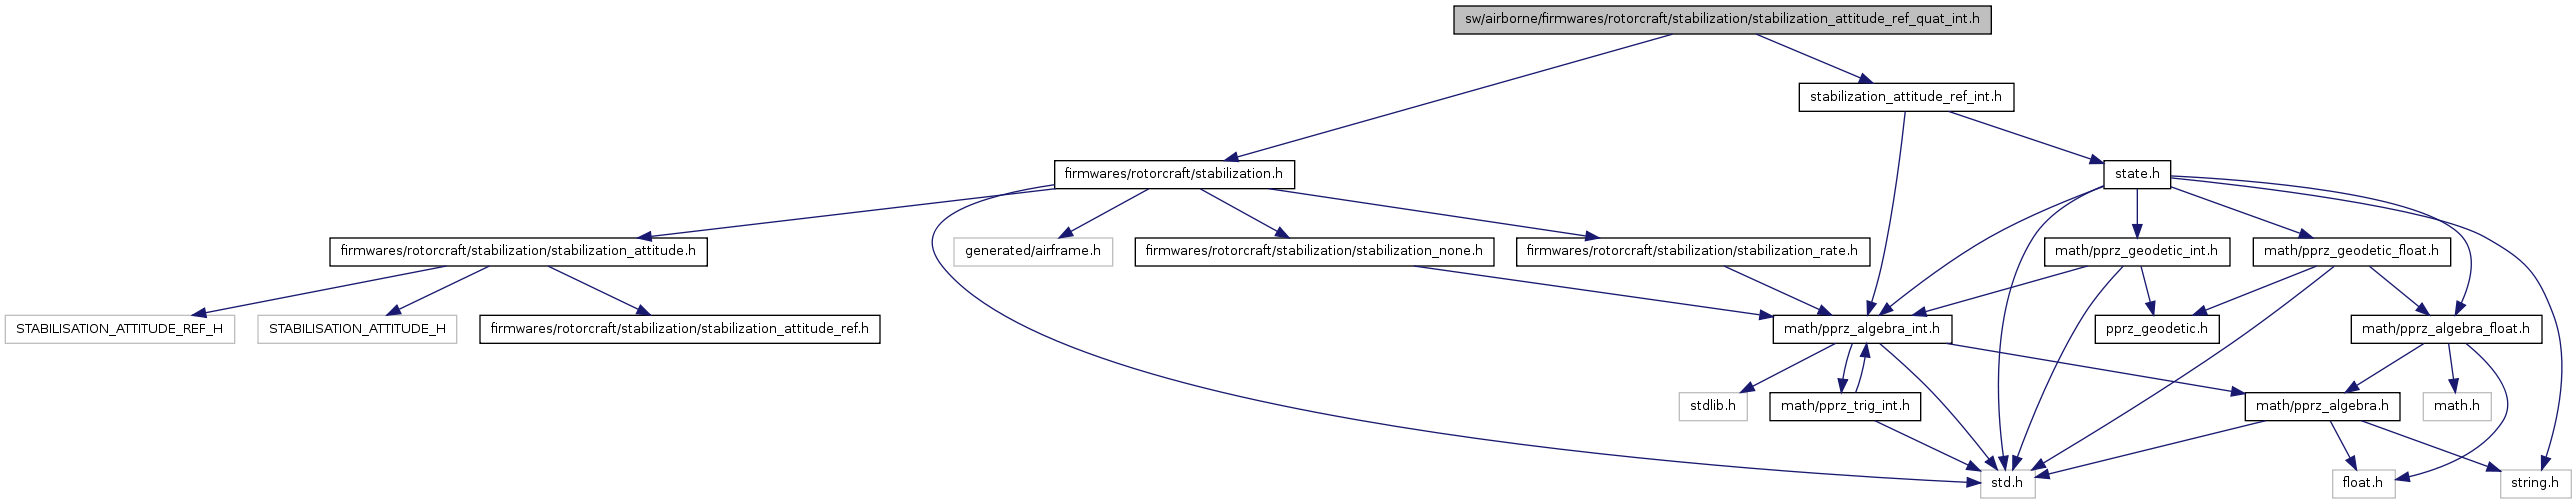 sw/airborne/firmwares/rotorcraft/stabilization/stabilization_attitude_ref_quat_int.h
stabilization_attitude_ref_int.h
firmwares/rotorcraft/stabilization.h
state.h
firmwares/rotorcraft/stabilization/stabilization_attitude.h
generated/airframe.h
firmwares/rotorcraft/stabilization/stabilization_none.h
firmwares/rotorcraft/stabilization/stabilization_rate.h
math/pprz_geodetic_int.h
math/pprz_geodetic_float.h
STABILISATION_ATTITUDE_REF_H
STABILISATION_ATTITUDE_H
firmwares/rotorcraft/stabilization/stabilization_attitude_ref.h
math/pprz_algebra_int.h
pprz_geodetic.h
math/pprz_algebra_float.h
stdlib.h
math/pprz_trig_int.h
math/pprz_algebra.h
math.h
std.h
float.h
string.h